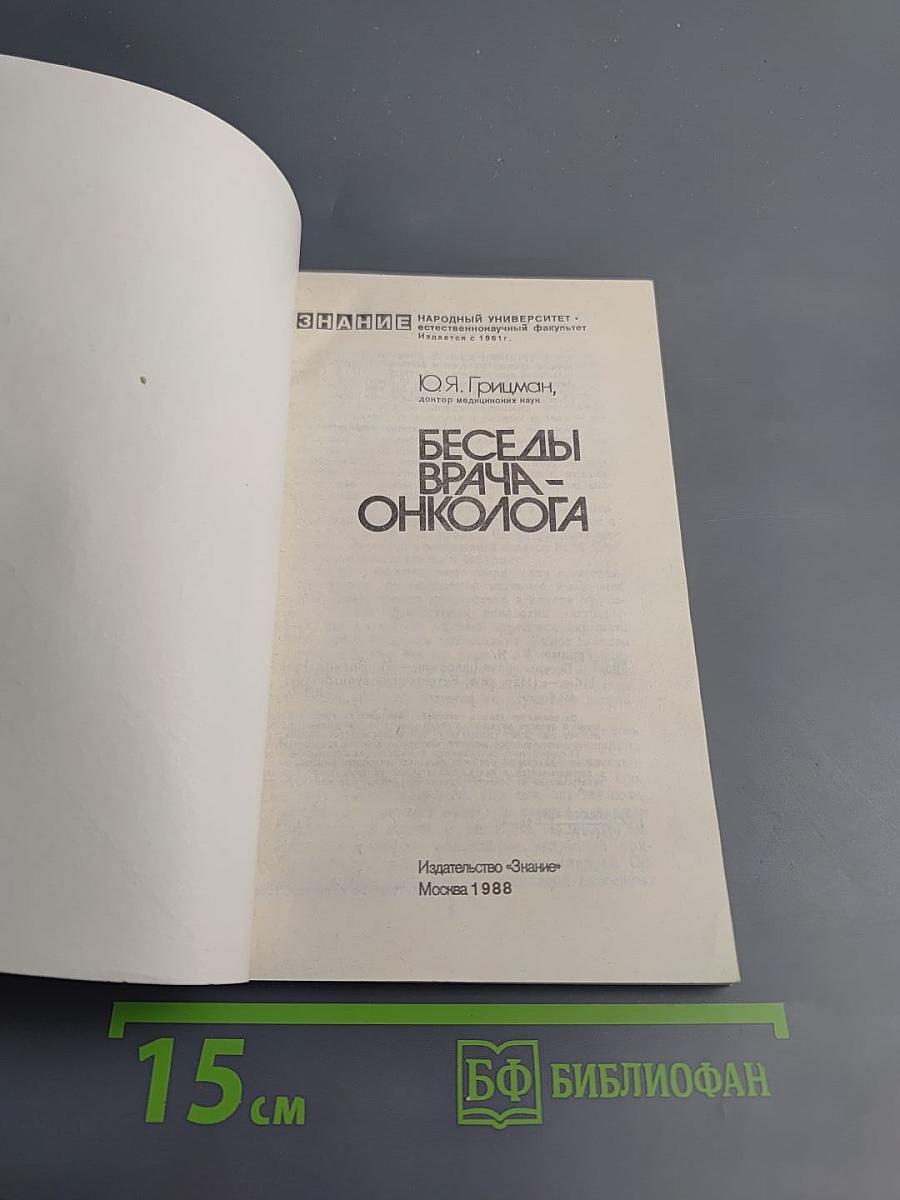 ЗНАНИЕ НАРОДНЫЙ УНИВЕРСИТЕТ •
естественнонаучный факультет
Издается с 1961г.
Ю.Я. Грицман,
доктор медицинских наук
БЕСЕДЫ
ВРАЧА-
ОНКОЛОГА
Издательство «Знание»
Москва 1988
15 см
БФ БИБЛИОФАН